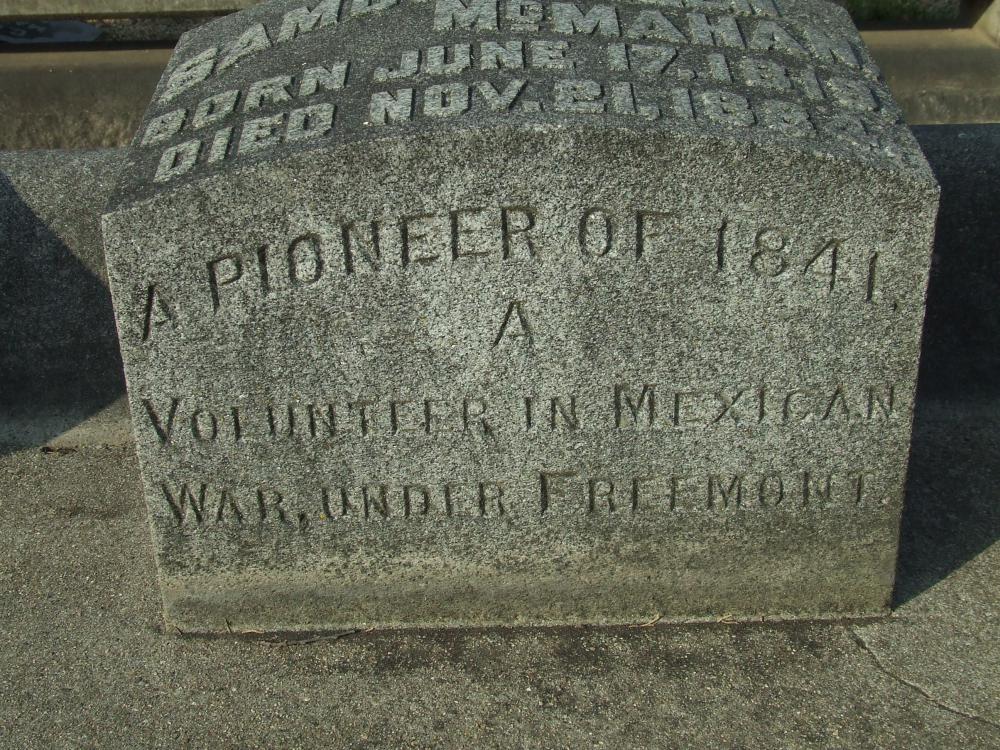 McMAHAN
BORN JUNE 17,
DIED NOV. 21,
A PIONEER OF 1841,
A
VOLUNTEER IN MEXICAN
WAR, UNDER FREEMONT.